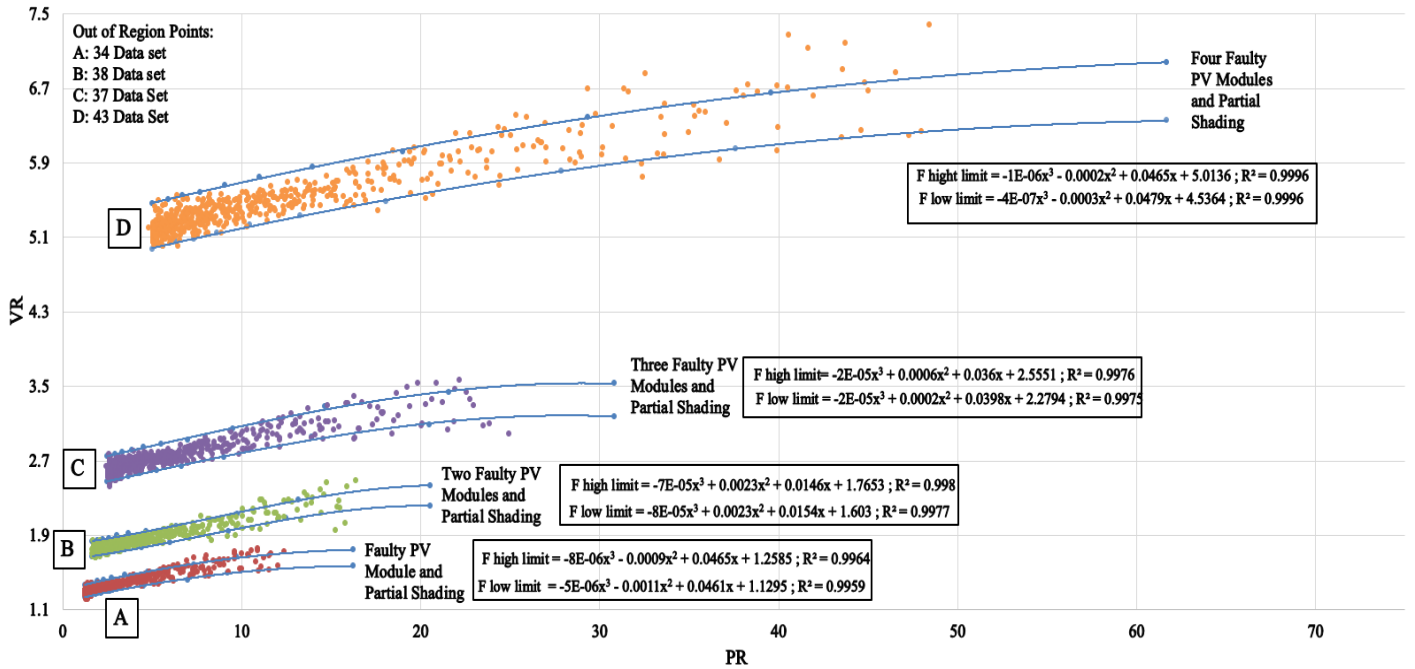 7.5
Out of Region Points:
A: 34 Data set
B: 38 Data set
C: 37 Data Set
D: 43 Data Set
6.7
5.9
5.1
4.3
3.5
2.7
1.9
1.1
VR
Four Faulty
PV Modules
and Partial
Shading
F hight limit = -1E-06x³ - 0.0002x² + 0.0465x + 5.0136 ; R² = 0.9996
F low limit = -4E-07x³ - 0.0003x² + 0.0479x + 4.5364 ; R² = 0.9996
D
Three Faulty PV
Modules and
Partial Shading
F high limit= -2E-05x³ + 0.0006x² + 0.036x + 2.5551 ; R² = 0.9976
F low limit = -2E-05x³ + 0.0002x² + 0.0398x + 2.2794 ; R² = 0.9975
C
Two Faulty PV
Modules and
Partial Shading
F high limit= -7E-05x³ + 0.0023x² + 0.0146x + 1.7653 ; R² = 0.998
F low limit= -8E-05x³ + 0.0023x² + 0.0154x + 1.603 ; R² = 0.9977
B
Faulty PV
Module and
Partial Shading
F high limit= -8E-06x³ - 0.0009x² + 0.0465x + 1.2585 ; R² = 0.9964
F low limit = -5E-06x³ - 0.0011x² + 0.0461x + 1.1295 ; R² = 0.9959
A
0 10 20 30 40 50 60 70
PR